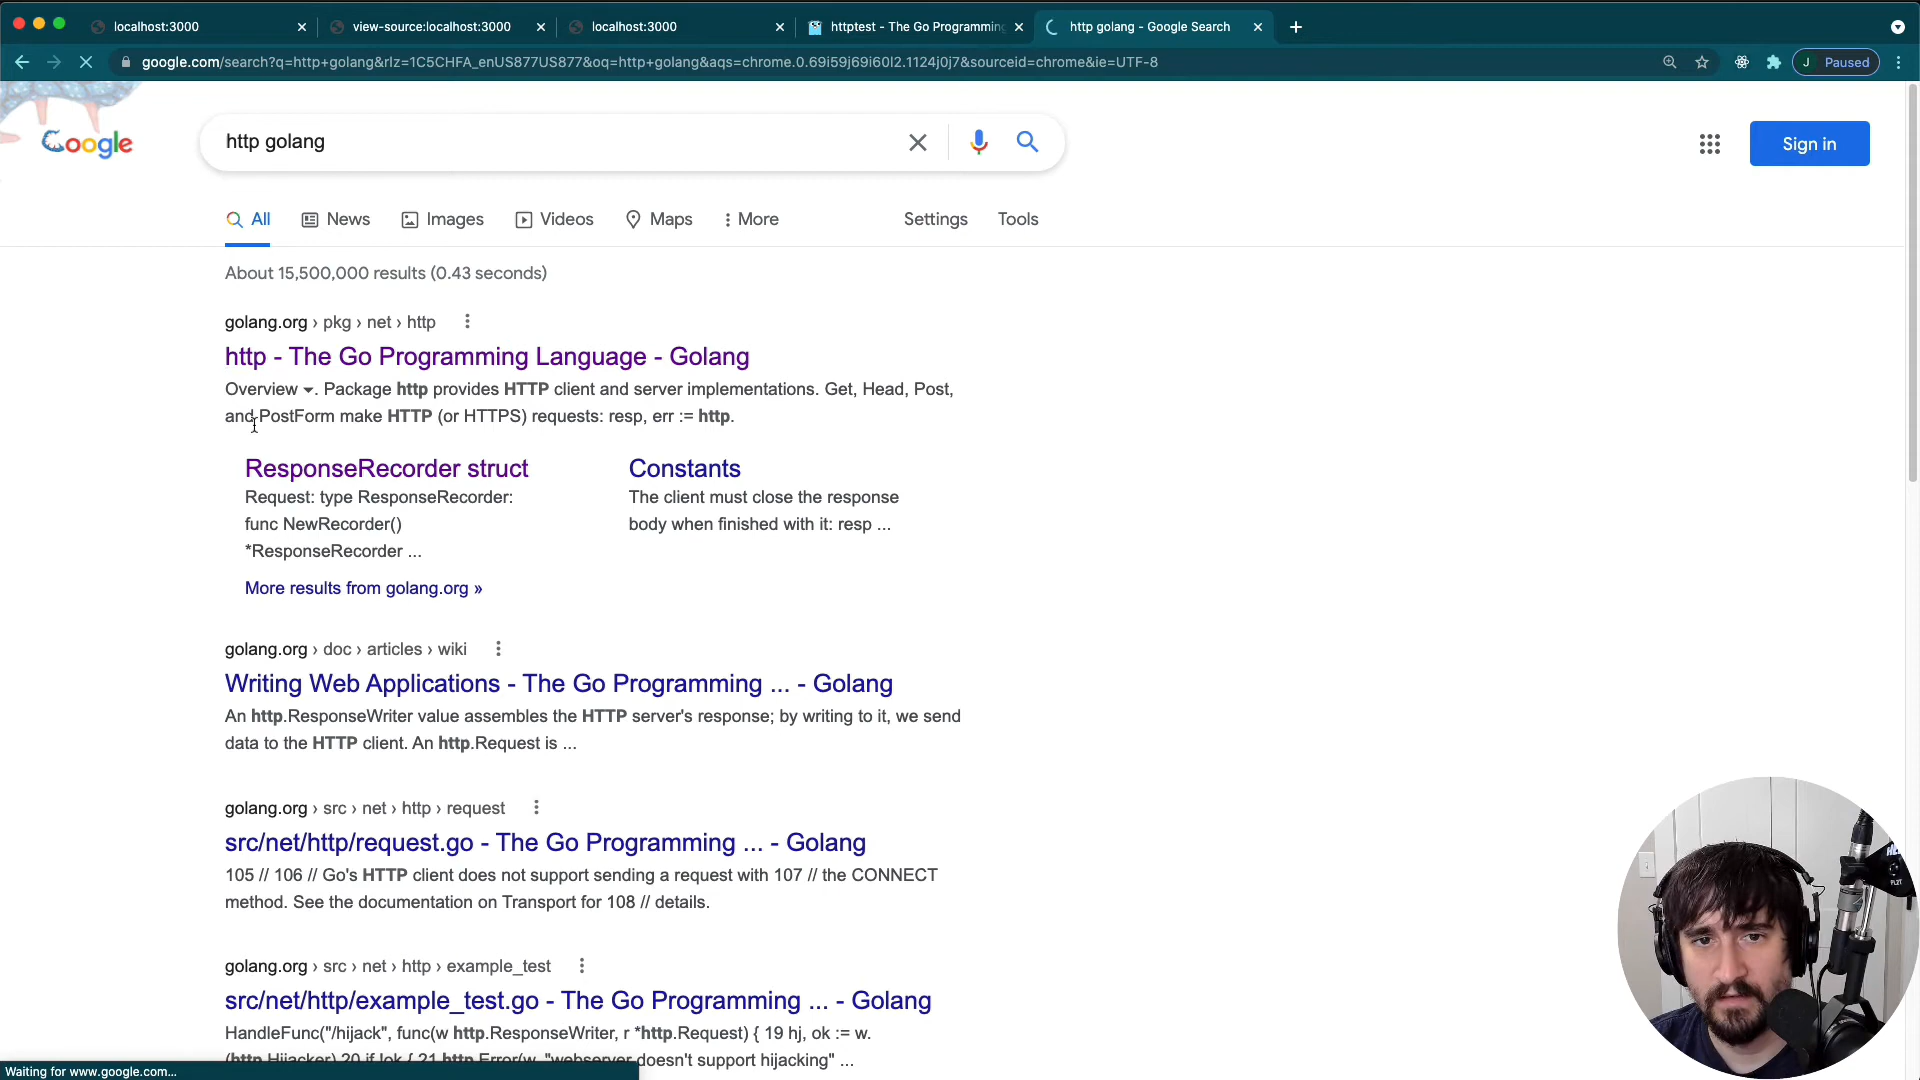 localhost:3000
view-source:localhost:3000
localhost:3000
httptest - The Go Programming
http golang - Google Search
google.com/search?q=http+golang&rlz=1C5CHFA_enUS877US877&oq=http+golang&aqs=chrome.0.69i59j69i60l2.1124j0j7&sourceid=chrome&ie=UTF-8
J Paused
Google
http golang
Sign in
All
News
Images
Videos
Maps
More
Settings
Tools
About 15,500,000 results (0.43 seconds)
golang.org › pkg › net › http
http - The Go Programming Language - Golang
Overview ▾. Package http provides HTTP client and server implementations. Get, Head, Post,
and PostForm make HTTP (or HTTPS) requests: resp, err := http.
ResponseRecorder struct
Request: type ResponseRecorder:
func NewRecorder()
*ResponseRecorder ...
Constants
The client must close the response
body when finished with it: resp ...
More results from golang.org »
golang.org › doc › articles › wiki
Writing Web Applications - The Go Programming ... - Golang
An http.ResponseWriter value assembles the HTTP server's response; by writing to it, we send
data to the HTTP client. An http.Request is ...
golang.org › src › net › http › request
src/net/http/request.go - The Go Programming ... - Golang
105 // 106 // Go's HTTP client does not support sending a request with 107 // the CONNECT
method. See the documentation on Transport for 108 // details.
golang.org › src › net › http › example_test
src/net/http/example_test.go - The Go Programming ... - Golang
HandleFunc("/hijack", func(w http.ResponseWriter, r *http.Request) { 19 hj, ok := w.
(http.Hijacker) 20 if !ok { 21 http.Error(w, "webserver doesn't support hijacking" ...
Waiting for www.google.com...